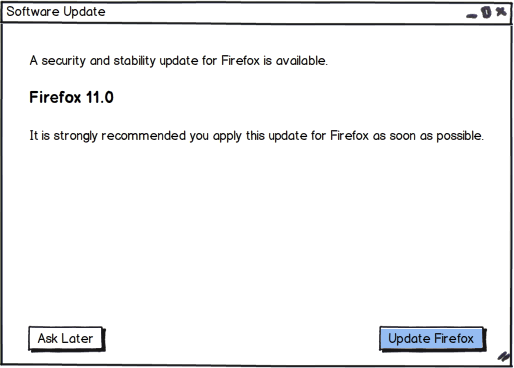 Software Update
A security and stability update for Firefox is available.
Firefox 11.0
It is strongly recommended you apply this update for Firefox as soon as possible.
Ask Later
Update Firefox